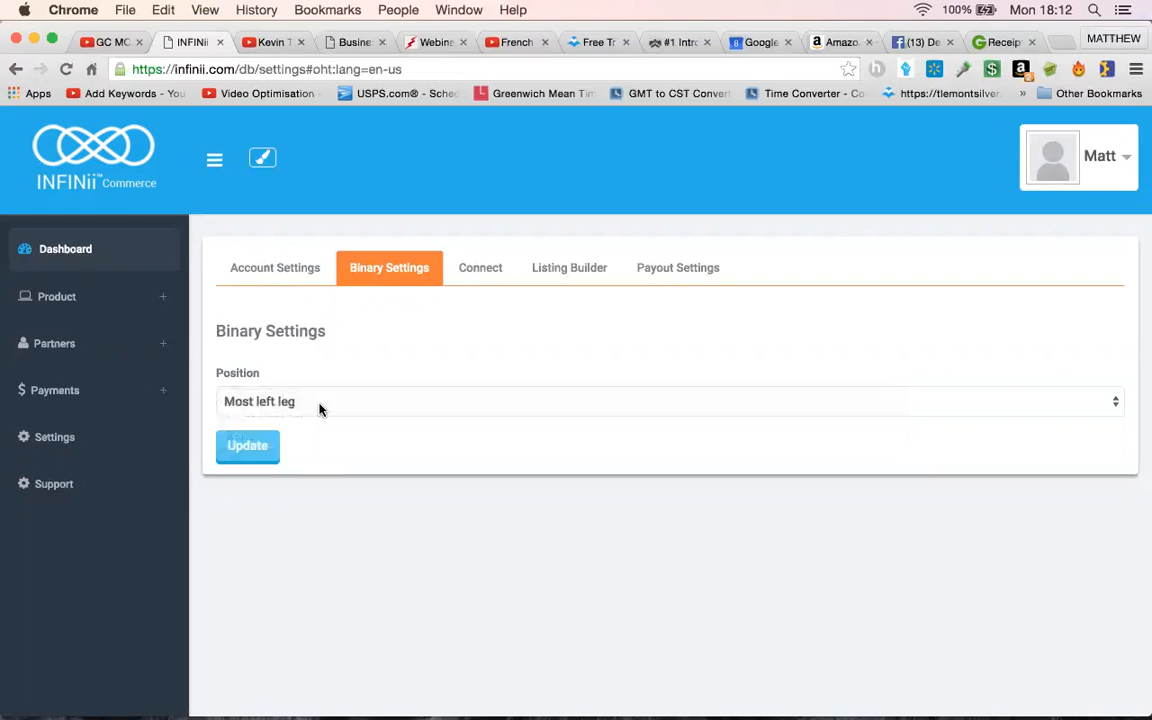 Chrome File Edit View History Bookmarks People Window Help 100% Mon 18:12
GC MC INFINii Kevin T Busine Webin French Free Tr #1 Intro Google Amazo (13) De Receip MATTHEW
https://infinii.com/db/settings#oht:lang=en-us
Apps Add Keywords - You Video Optimisation USPS.com® - Sched Greenwich Mean Tim GMT to CST Convert Time Converter - Co https://tlemontsilver. » Other Bookmarks
INFINii™ Commerce
Matt
Dashboard
Product +
Partners +
$ Payments +
Settings
Support
Account Settings Binary Settings Connect Listing Builder Payout Settings
Binary Settings
Position
Most left leg
Update